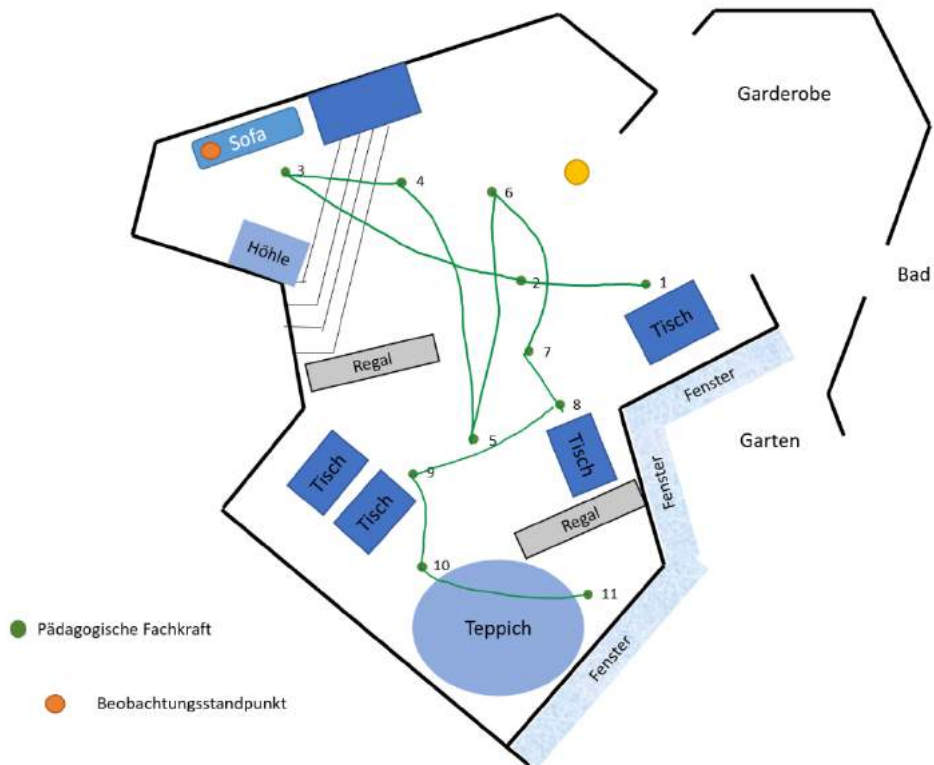 Garderobe
Sofa
3
4
6
Höhle
2
1
Bad
Tisch
Regal
7
Fenster
8
5
Garten
Tisch
9
Tisch
Tisch
Fenster
Regal
10
11
Teppich
Pädagogische Fachkraft
Fenster
Beobachtungsstandpunkt